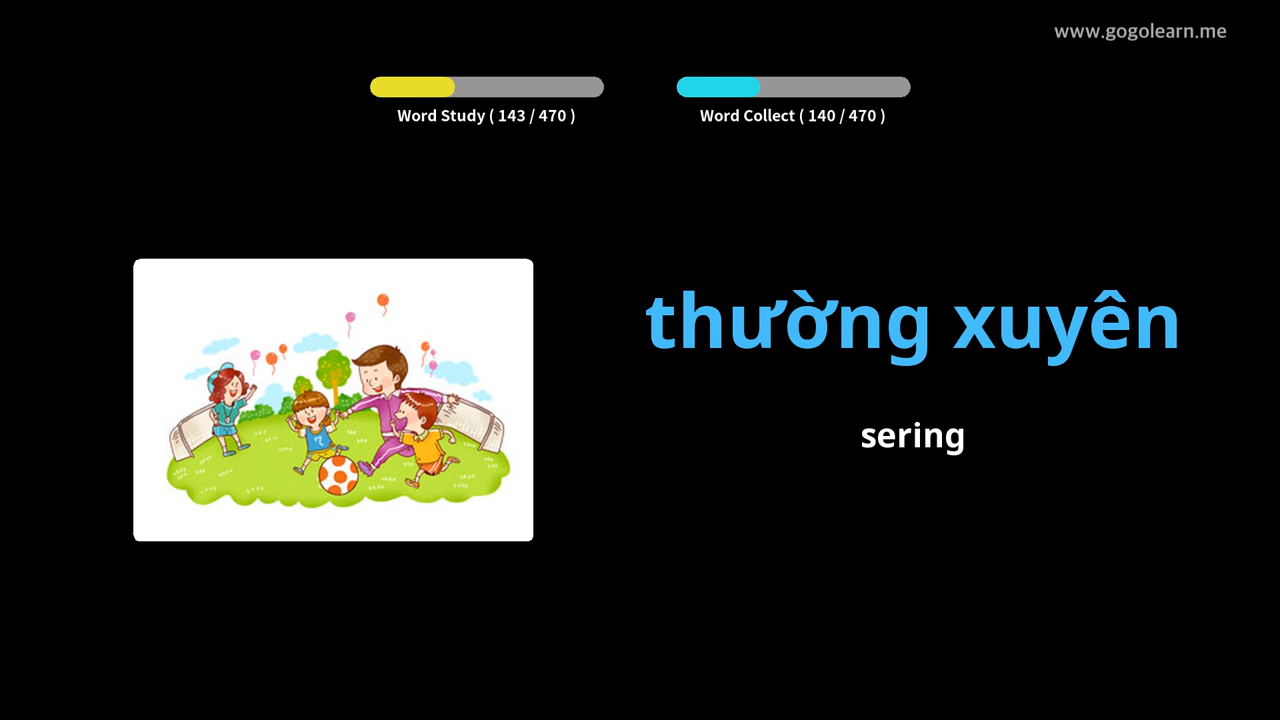 www.gogolearn.me
Word Study ( 143 / 470 )
Word Collect ( 140 / 470 )
thường xuyên
sering